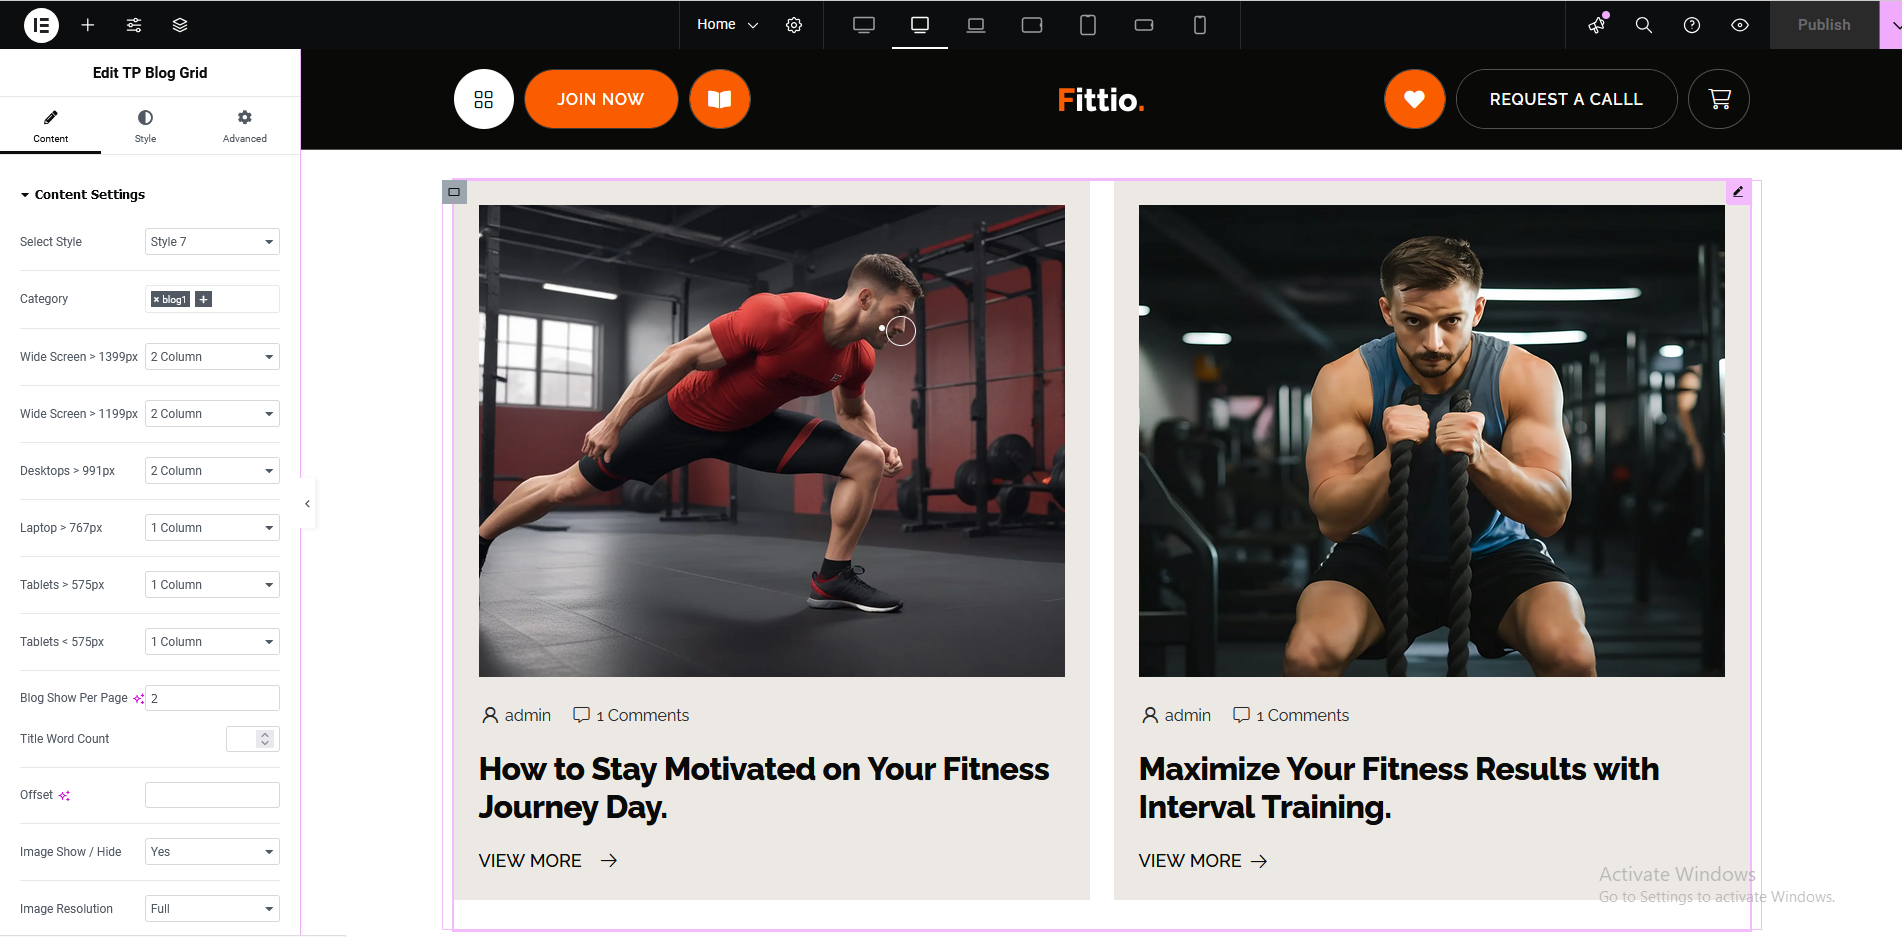 Home
Publish
Edit TP Blog Grid
Content
Style
Advanced
Content Settings
Select Style
Style 7
Category
× blog1 +
Wide Screen > 1399px
2 Column
Wide Screen > 1199px
2 Column
Desktops > 991px
2 Column
Laptop > 767px
1 Column
Tablets > 575px
1 Column
Tablets < 575px
1 Column
Blog Show Per Page
2
Title Word Count
Offset
Image Show / Hide
Yes
Image Resolution
Full
JOIN NOW
Fittio.
REQUEST A CALLL
admin
1 Comments
How to Stay Motivated on Your Fitness
Journey Day.
VIEW MORE
admin
1 Comments
Maximize Your Fitness Results with
Interval Training.
VIEW MORE
Activate Windows
Go to Settings to activate Windows.